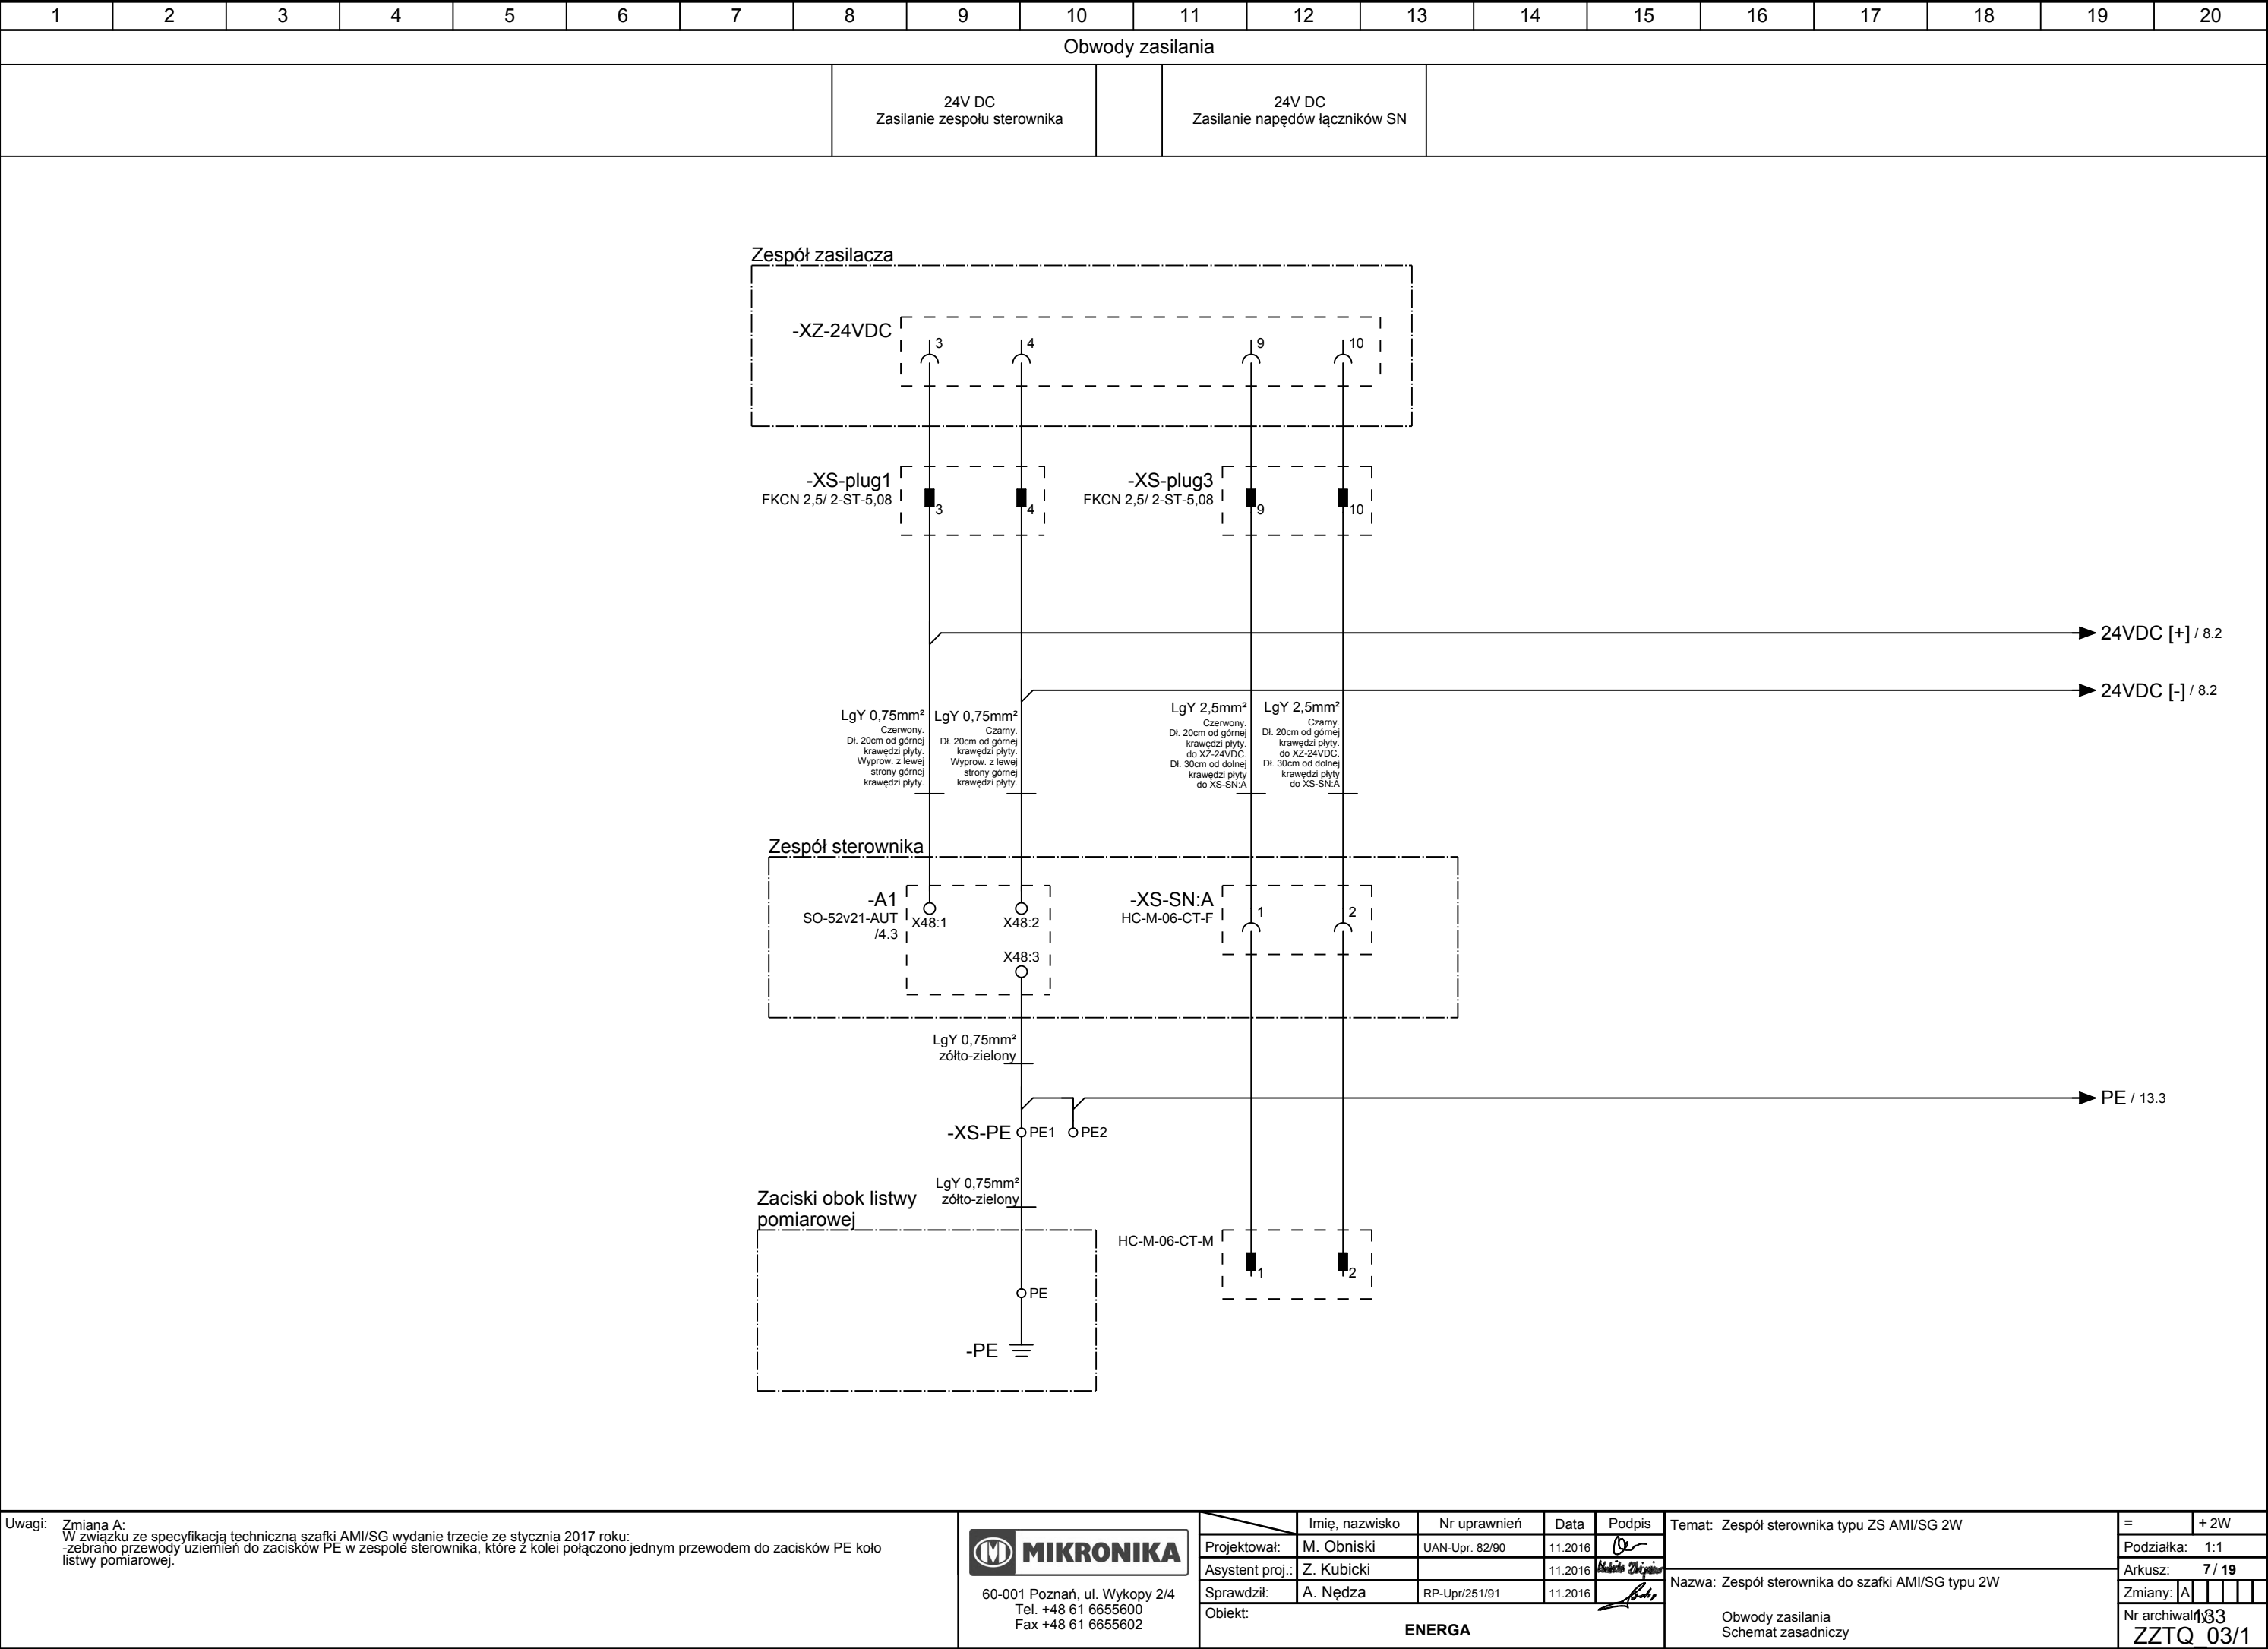 1 2 3 4 5 6 7 8 9 10 11 12 13 14 15 16 17 18 19 20
Obwody zasilania
24V DC
Zasilanie zespołu sterownika
24V DC
Zasilanie napędów łączników SN
Zespół zasilacza
-XZ-24VDC
3
4
9
10
-XS-plug1
FKCN 2,5/ 2-ST-5,08
3
4
-XS-plug3
FKCN 2,5/ 2-ST-5,08
9
10
24VDC [+] / 8.2
24VDC [-] / 8.2
LgY 0,75mm²
Czerwony.
Dł. 20cm od górnej
krawędzi płyty.
Wyprow. z lewej
strony górnej
krawędzi płyty.
LgY 0,75mm²
Czarny.
Dł. 20cm od górnej
krawędzi płyty.
Wyprow. z lewej
strony górnej
krawędzi płyty.
LgY 2,5mm²
Czerwony.
Dł. 20cm od górnej
krawędzi płyty.
do XZ-24VDC.
Dł. 30cm od dolnej
krawędzi płyty
do XS-SN:A
LgY 2,5mm²
Czarny.
Dł. 20cm od górnej
krawędzi płyty.
do XZ-24VDC.
Dł. 30cm od dolnej
krawędzi płyty
do XS-SN:A
Zespół sterownika
-A1
SO-52v21-AUT
/4.3
X48:1
X48:2
X48:3
-XS-SN:A
HC-M-06-CT-F
1
2
LgY 0,75mm²
zółto-zielony
PE / 13.3
-XS-PE
PE1
PE2
LgY 0,75mm²
zółto-zielony
Zaciski obok listwy
pomiarowej
PE
-PE
HC-M-06-CT-M
1
2
Uwagi: Zmiana A:
W związku ze specyfikacją techniczną szafki AMI/SG wydanie trzecie ze stycznia 2017 roku:
-zebrano przewody uziemień do zacisków PE w zespole sterownika, które z kolei połączono jednym przewodem do zacisków PE koło
listwy pomiarowej.
MIKRONIKA
60-001 Poznań, ul. Wykopy 2/4
Tel. +48 61 6655600
Fax +48 61 6655602
Imię, nazwisko Nr uprawnień Data Podpis
Projektował: M. Obniski UAN-Upr. 82/90 11.2016
Asystent proj.: Z. Kubicki 11.2016
Sprawdził: A. Nędza RP-Upr/251/91 11.2016
Obiekt:
ENERGA
Temat: Zespół sterownika typu ZS AMI/SG 2W
Nazwa: Zespół sterownika do szafki AMI/SG typu 2W
Obwody zasilania
Schemat zasadniczy
= + 2W
Podziałka: 1:1
Arkusz: 7 / 19
Zmiany: A
Nr archiwalny: 133
ZZTQ_03/1